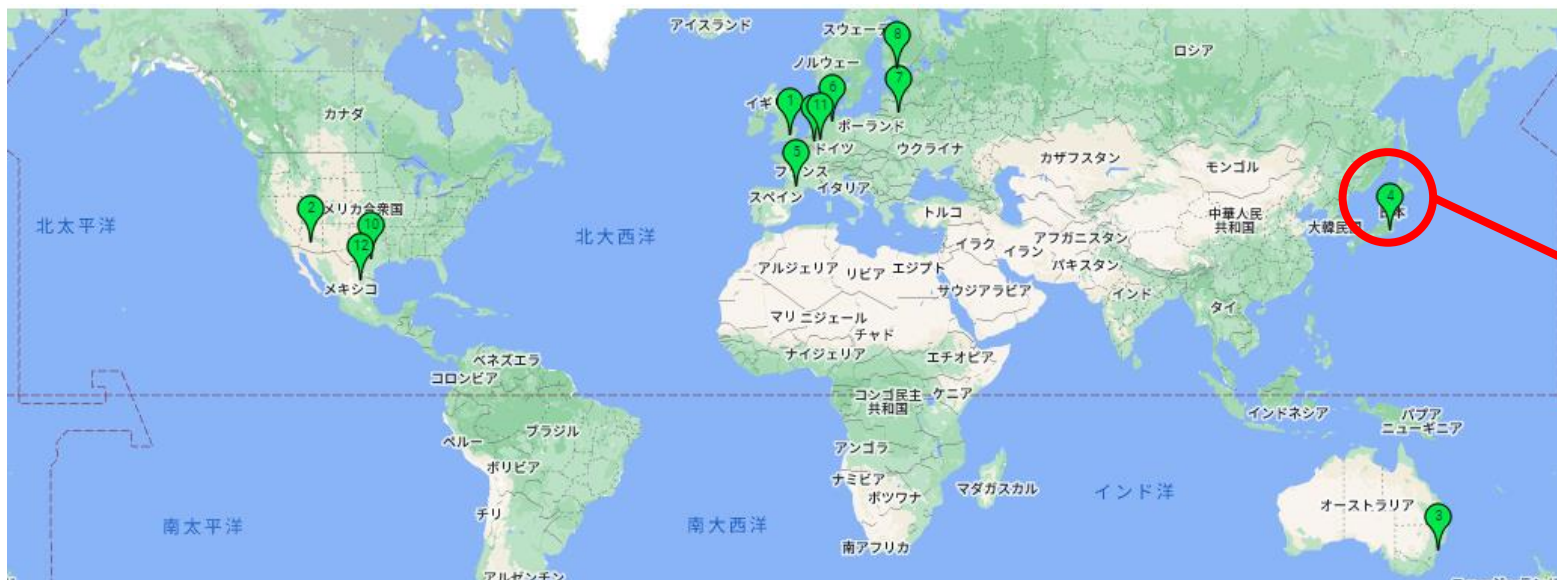 アイスランド
スウェーデ
8
ロシア
ノルウェー
7
カナダ
イギ
1
11
6
ポーランド
ドイツ
ウクライナ
カザフスタン
モンゴル
5
フランス
イタリア
スペイン
4
日本
2
メリカ合衆国
10
12
北太平洋
北大西洋
トルコ
中華人民
共和国
大韓民国
イラク
アフガニスタン
イラン
パキスタン
アルジェリア
リビア
エジプト
サウジアラビア
インド
メキシコ
タイ
マリ
ニジェール
チャド
ナイジェリア
エチオピア
ベネズエラ
コロンビア
コンゴ民主
共和国
ケニア
インドネシア
パプア
ニューギニア
ペルー
ブラジル
アンゴラ
ボリビア
ナミビア
ボツワナ
マダガスカル
インド洋
オーストラリア
3
チリ
南太平洋
南大西洋
南アフリカ
アルゼンチン